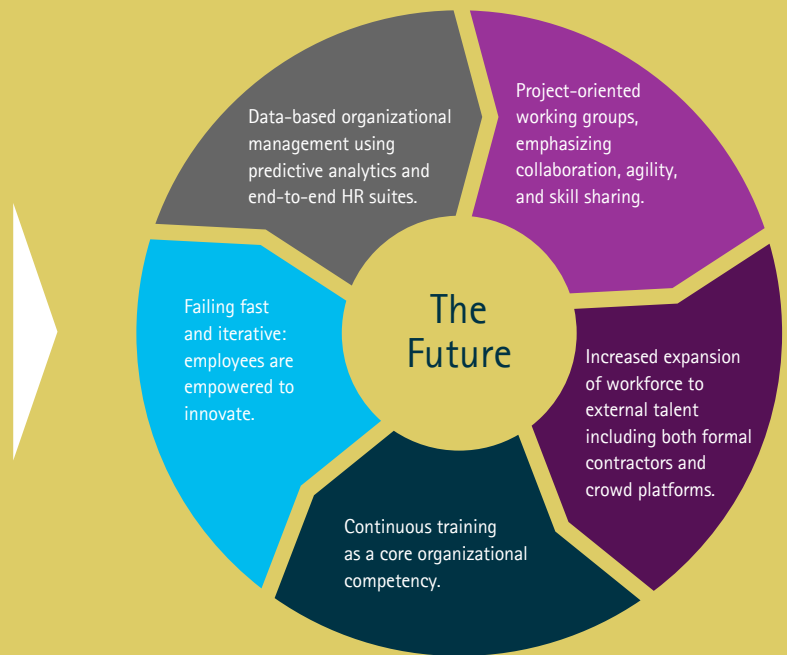 Project-oriented
working groups,
emphasizing
collaboration, agility,
and skill sharing.
Data-based organizational
management using
predictive analytics and
end-to-end HR suites.
The
Future
Failing fast
and iterative:
employees are
empowered to
innovate.
Increased expansion
of workforce to
external talent
including both formal
contractors and
crowd platforms.
Continuous training
as a core organizational
competency.